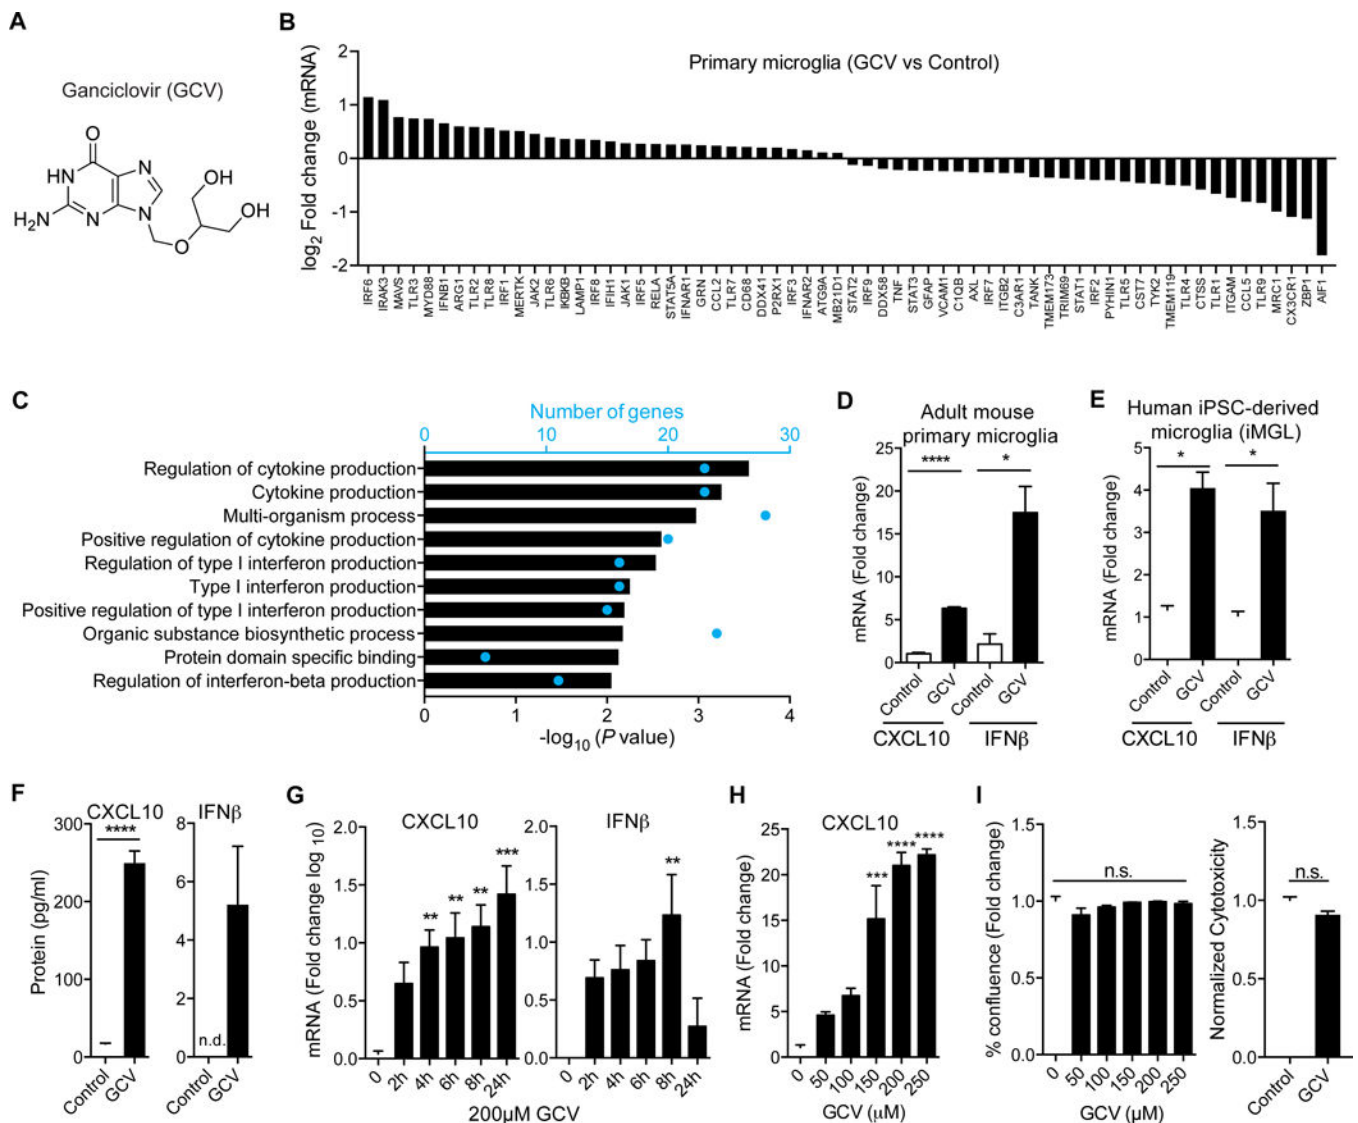 A
Ganciclovir (GCV)
O
N
HN
OH
H2N
N
N
OH
O
B
Primary microglia (GCV vs Control)
log2 Fold change (mRNA)
2
1
0
-1
-2
IRF6 IRAK3 MAVS TLR3 MYD88 IFNB1 ARG1 TLR2 TLR8 IRF1 MERTK JAK2 TLR6 IKBKB LAMP1 IRF8 IFIH1 JAK1 IRF5 RELA STAT5A IFNAR1 GRN CCL2 TLR7 CD68 DDX41 P2RX1 IRF3 IFNAR2 ATG9A MB21D1 STAT2 IRF9 DDX58 TNF STAT3 GFAP VCAM1 C1QB AXL IRF7 ITGB2 C3AR1 TANK TMEM173 TRIM69 STAT1 IRF2 PYHIN1 TLR5 CST7 TYK2 TMEM119 TLR4 CTSS TLR1 ITGAM CCL5 TLR9 MRC1 CX3CR1 ZBP1 AIF1
C
Number of genes
0 10 20 30
Regulation of cytokine production
Cytokine production
Multi-organism process
Positive regulation of cytokine production
Regulation of type I interferon production
Type I interferon production
Positive regulation of type I interferon production
Organic substance biosynthetic process
Protein domain specific binding
Regulation of interferon-beta production
0 1 2 3 4
-log10 (P value)
D
Adult mouse
primary microglia
mRNA (Fold change)
25
20
15
10
5
0
****
*
Control GCV Control GCV
CXCL10 IFNβ
E
Human iPSC-derived
microglia (iMGL)
mRNA (Fold change)
5
4
3
2
1
0
*
*
Control GCV Control GCV
CXCL10 IFNβ
F
CXCL10
Protein (pg/ml)
300
200
100
0
****
Control GCV
IFNβ
8
6
4
2
0
n.d.
Control GCV
G
CXCL10
mRNA (Fold change log 10)
2.0
1.5
1.0
0.5
0.0
** ** ** ***
0 2h 4h 6h 8h 24h
IFNβ
2.0
1.5
1.0
0.5
0.0
**
0 2h 4h 6h 8h 24h
200µM GCV
H
CXCL10
mRNA (Fold change)
25
20
15
10
5
0
*** **** ****
0 50 100 150 200 250
GCV (µM)
I
% confluence (Fold change)
1.5
1.0
0.5
0.0
n.s.
0 50 100 150 200 250
GCV (µM)
Normalized Cytotoxicity
1.5
1.0
0.5
0.0
n.s.
Control GCV